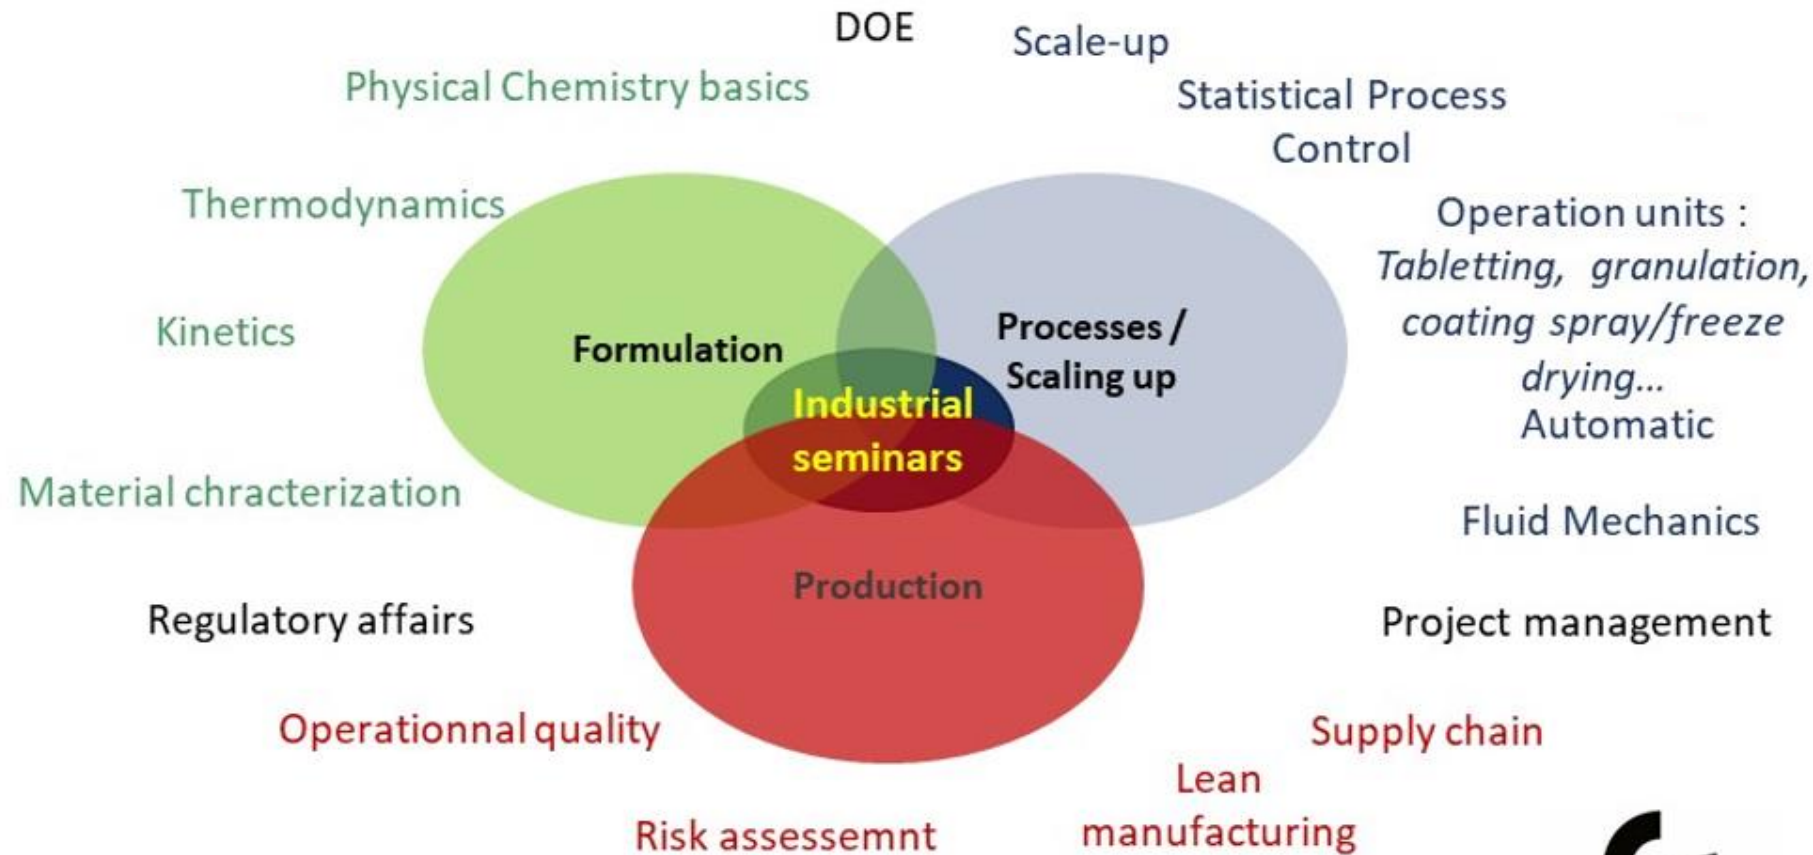 DOE
Scale-up
Physical Chemistry basics
Statistical Process
Control
Thermodynamics
Operation units :
Tabletting, granulation,
coating spray/freeze
drying...
Automatic
Kinetics
Formulation
Processes /
Scaling up
Industrial
seminars
Material chracterization
Fluid Mechanics
Production
Regulatory affairs
Project management
Operationnal quality
Supply chain
Lean
manufacturing
Risk assessemnt